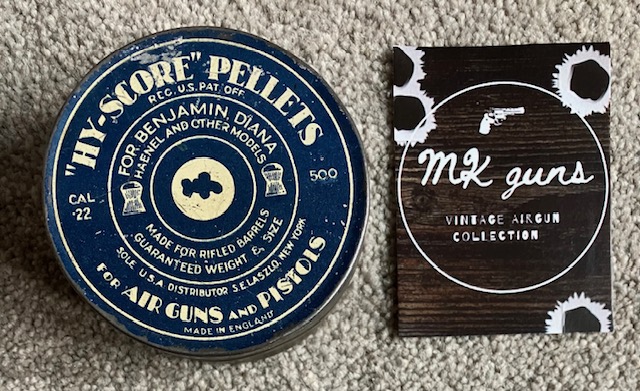 "HY-SCORE" PELLETS
REG. U.S. PAT. OFF.
FOR BENJAMIN, DIANA
HAENEL AND OTHER MODELS
CAL
.22
500
MADE FOR RIFLED BARRELS
GUARANTEED WEIGHT & SIZE
SOLE U.S.A DISTRIBUTOR S.E.LASZLO, NEW YORK
FOR AIR GUNS AND PISTOLS
MADE IN ENGLAND
MK guns
VINTAGE AIRGUN
COLLECTION